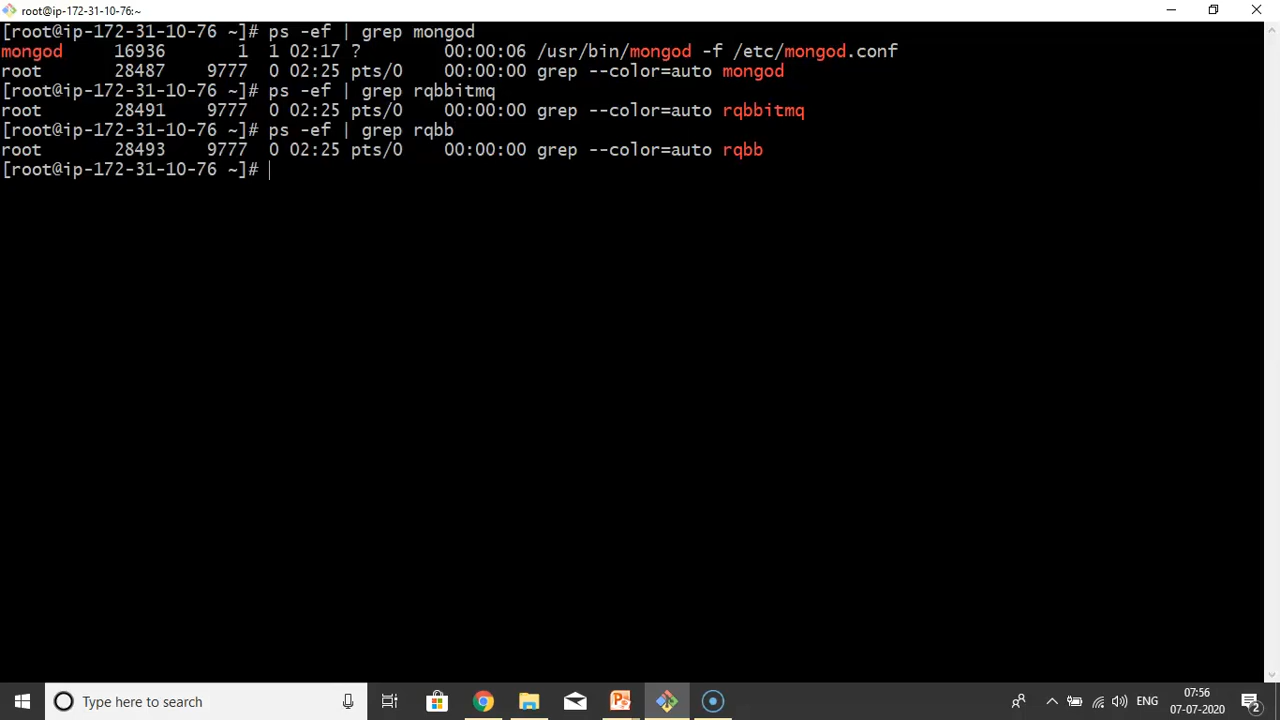 root@ip-172-31-10-76:~
[root@ip-172-31-10-76 ~]# ps -ef | grep mongod
mongod     16936       1  1 02:17 ?        00:00:06 /usr/bin/mongod -f /etc/mongod.conf
root       28487    9777  0 02:25 pts/0    00:00:00 grep --color=auto mongod
[root@ip-172-31-10-76 ~]# ps -ef | grep rqbbitmq
root       28491    9777  0 02:25 pts/0    00:00:00 grep --color=auto rqbbitmq
[root@ip-172-31-10-76 ~]# ps -ef | grep rqbb
root       28493    9777  0 02:25 pts/0    00:00:00 grep --color=auto rqbb
[root@ip-172-31-10-76 ~]#
Type here to search
ENG
07:56
07-07-2020
2